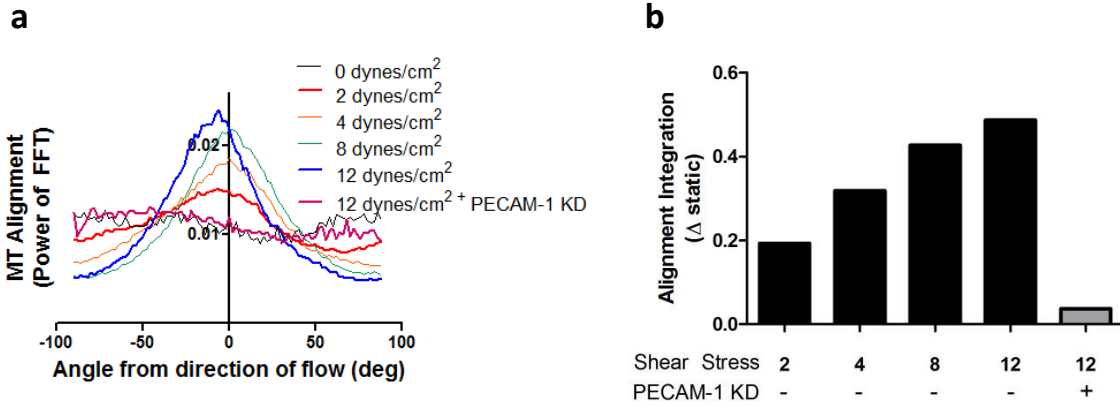 a
MT Alignment
(Power of FFT)
0 dynes/cm²
2 dynes/cm²
4 dynes/cm²
8 dynes/cm²
12 dynes/cm²
12 dynes/cm² + PECAM-1 KD
0.02
0.01
-100 -50 0 50 100
Angle from direction of flow (deg)
b
Alignment Integration
(Δ static)
0.6
0.4
0.2
0.0
Shear Stress 2 4 8 12 12
PECAM-1 KD - - - - +